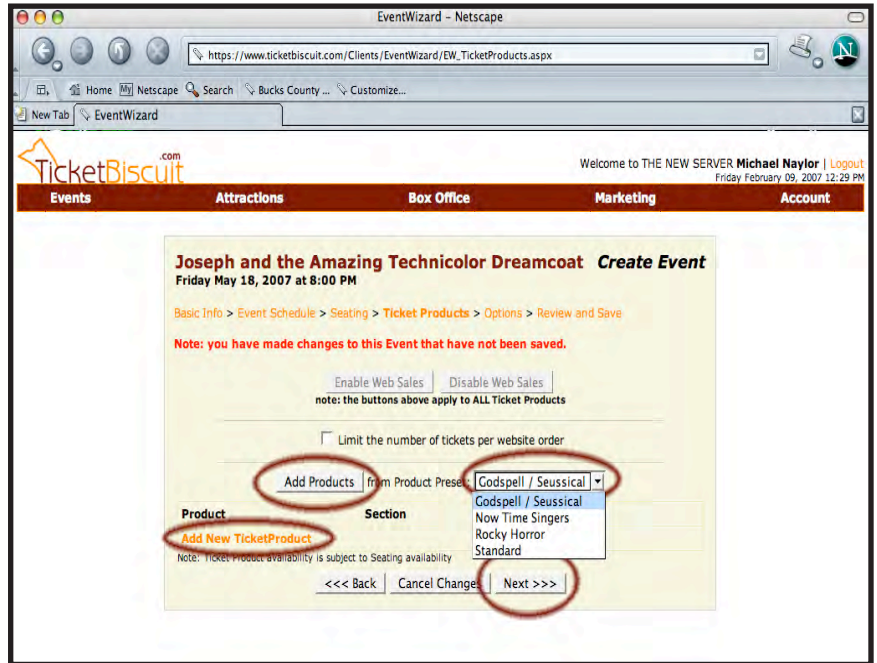 EventWizard - Netscape
https://www.ticketbiscuit.com/Clients/EventWizard/EW_TicketProducts.aspx
N
Home My Netscape Search Bucks County ... Customize...
New Tab EventWizard
TicketBiscuit.com
Welcome to THE NEW SERVER Michael Naylor | Logout
Friday February 09, 2007 12:29 PM
Events Attractions Box Office Marketing Account
Joseph and the Amazing Technicolor Dreamcoat Create Event
Friday May 18, 2007 at 8:00 PM
Basic Info > Event Schedule > Seating > Ticket Products > Options > Review and Save
Note: you have made changes to this Event that have not been saved.
Enable Web Sales Disable Web Sales
note: the buttons above apply to ALL Ticket Products
Limit the number of tickets per website order
Add Products from Product Preset: Godspell / Seussical
Godspell / Seussical
Now Time Singers
Rocky Horror
Standard
Product Section
Add New TicketProduct
Note: Ticket Product availability is subject to Seating availability
<<< Back Cancel Changes Next >>>